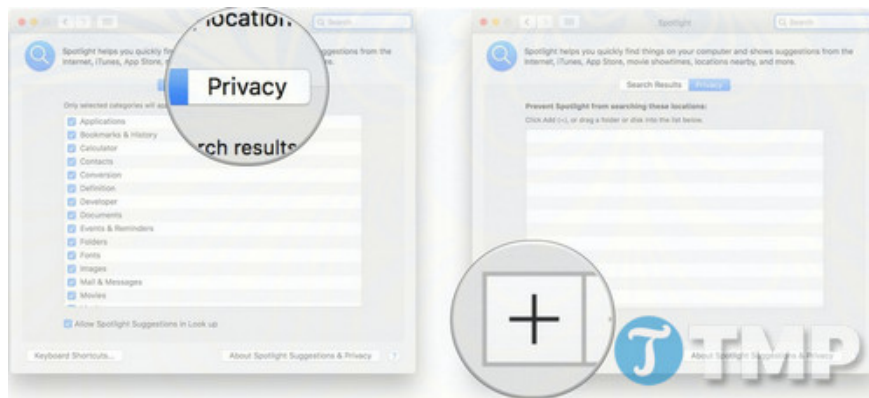 Search
Spotlight helps you quickly
ggestions from the
Internet, iTunes, App Store,
location.
Privacy
rch results
Only selected categories will
Applications
Bookmarks & History
Calculator
Contacts
Conversion
Definition
Developer
Documents
Events & Reminders
Folders
Fonts
Images
Mail & Messages
Movies
Allow Spotlight Suggestions in Look up
Keyboard Shortcuts...
About Spotlight Suggestions & Privacy
?
Spotlight
Search
Spotlight helps you quickly find things on your computer and shows suggestions from the
Internet, iTunes, App Store, movie showtimes, locations nearby, and more.
Search Results
Privacy
Prevent Spotlight from searching these locations:
Click Add (+), or drag a folder or disk into the list below.
+
About Spotlight Suggestions & Privacy
T TMP